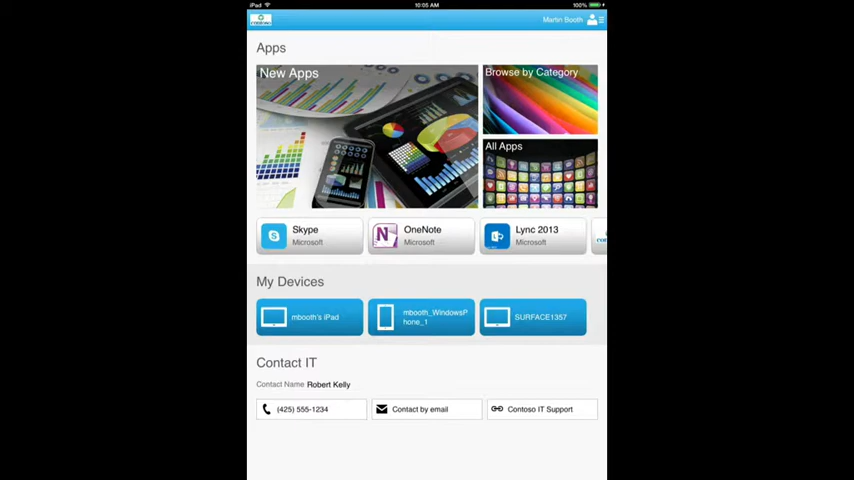 iPad
10:05 AM
100%
contoso
Martin Booth
Apps
New Apps
Browse by Category
All Apps
Skype
Microsoft
OneNote
Microsoft
Lync 2013
Microsoft
My Devices
mbooth's iPad
mbooth_WindowsP
hone_1
SURFACE1357
Contact IT
Contact Name Robert Kelly
(425) 555-1234
Contact by email
Contoso IT Support